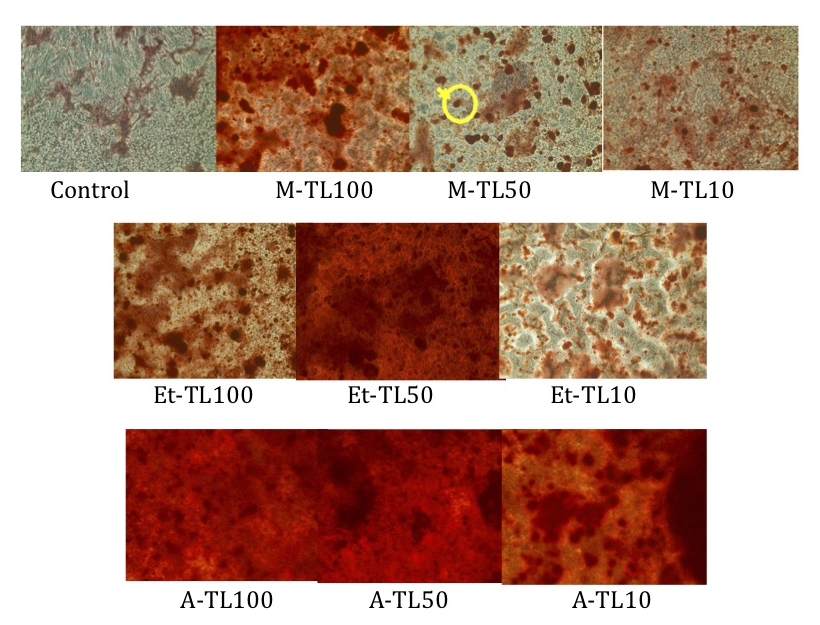 Control M-TL100 M-TL50 M-TL10
Et-TL100 Et-TL50 Et-TL10
A-TL100 A-TL50 A-TL10